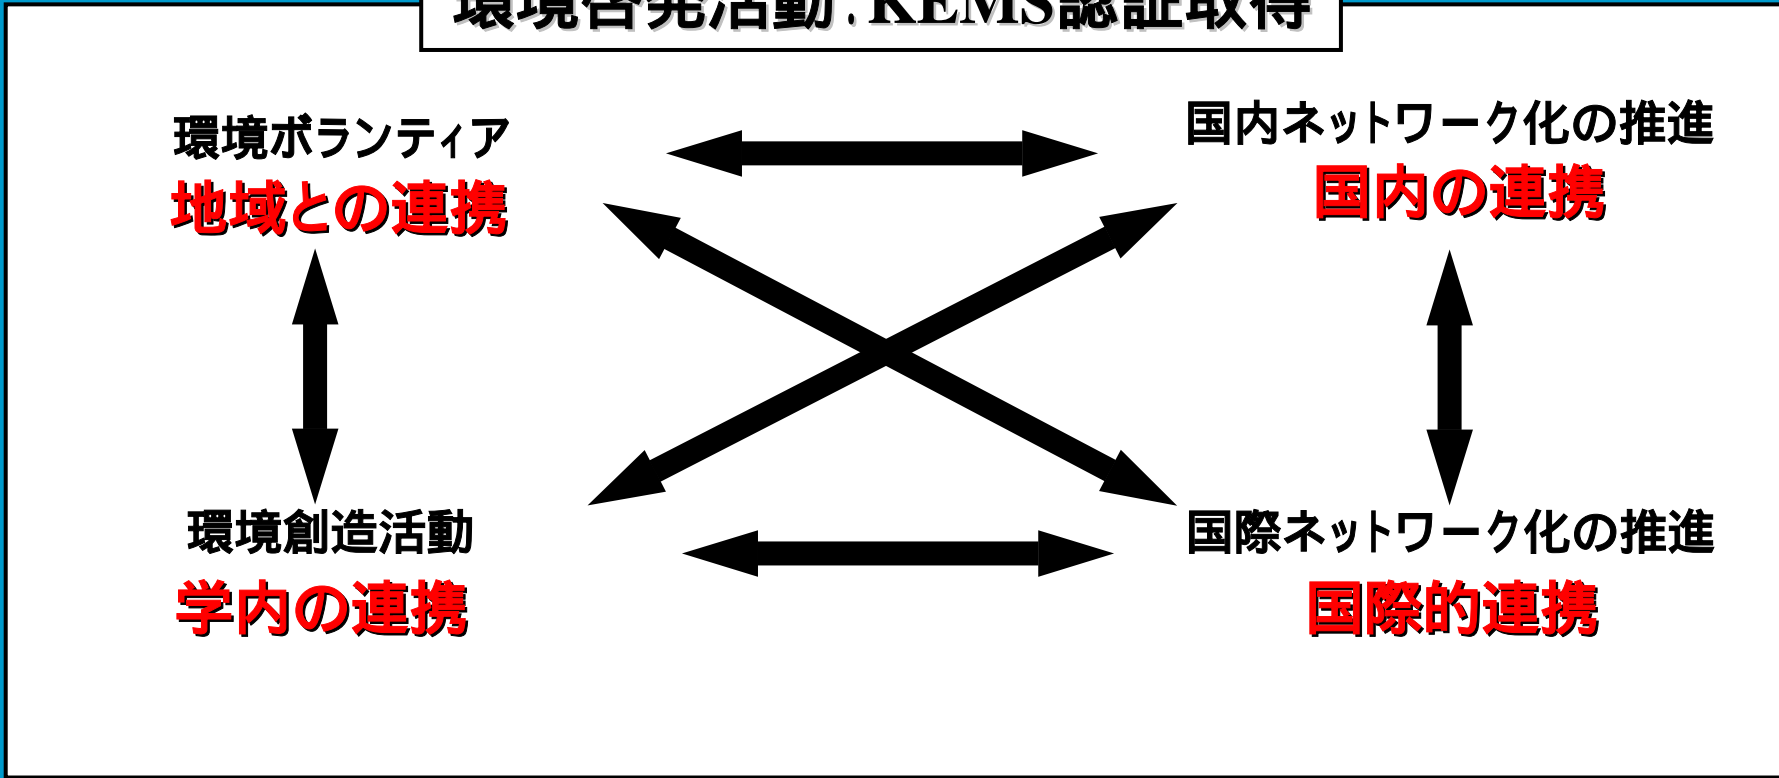 環境啓発活動．KEMS認証取得
環境ボランティア
地域との連携
国内ネットワーク化の推進
国内の連携
環境創造活動
学内の連携
国際ネットワーク化の推進
国際的連携